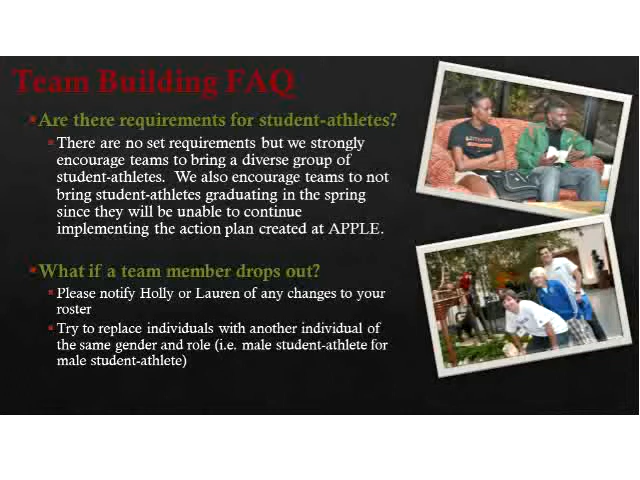 Team Building FAQ
Are there requirements for student-athletes?
There are no set requirements but we strongly
encourage teams to bring a diverse group of
student-athletes. We also encourage teams to not
bring student-athletes graduating in the spring
since they will be unable to continue
implementing the action plan created at APPLE.
What if a team member drops out?
Please notify Holly or Lauren of any changes to your
roster
Try to replace individuals with another individual of
the same gender and role (i.e. male student-athlete for
male student-athlete)